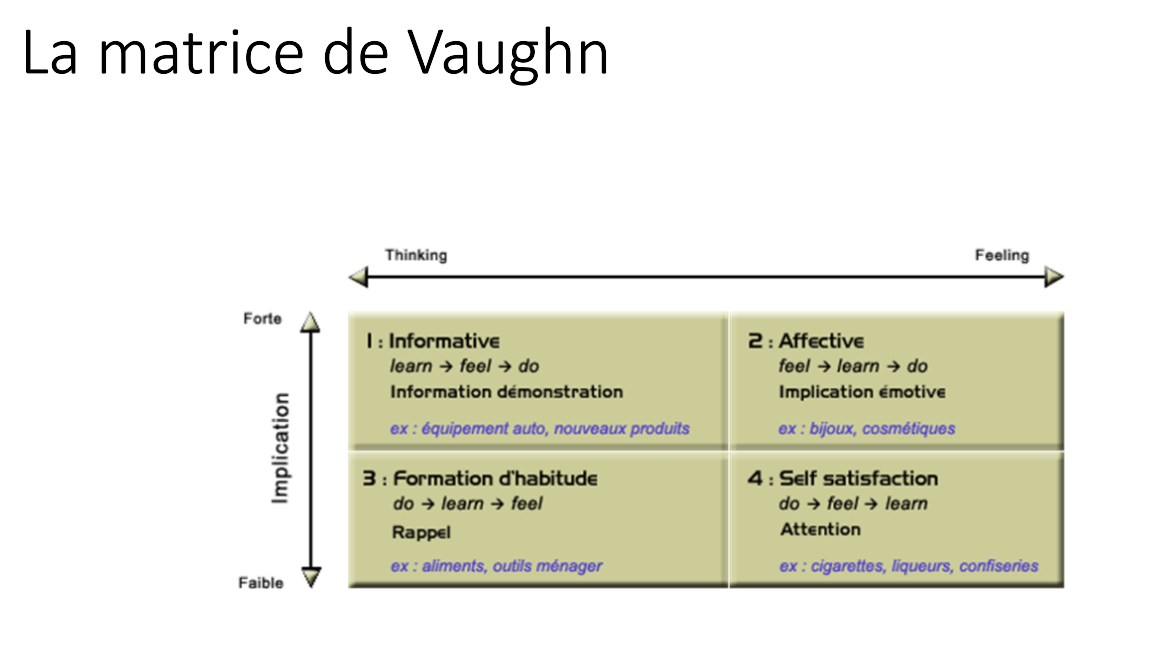 La matrice de Vaughn
Thinking
Feeling
Forte
Implication
Faible
1 : Informative
learn → feel → do
Information démonstration
ex : équipement auto, nouveaux produits
2 : Affective
feel → learn → do
Implication émotive
ex : bijoux, cosmétiques
3 : Formation d'habitude
do → learn → feel
Rappel
ex : aliments, outils ménager
4 : Self satisfaction
do → feel → learn
Attention
ex : cigarettes, liqueurs, confiseries